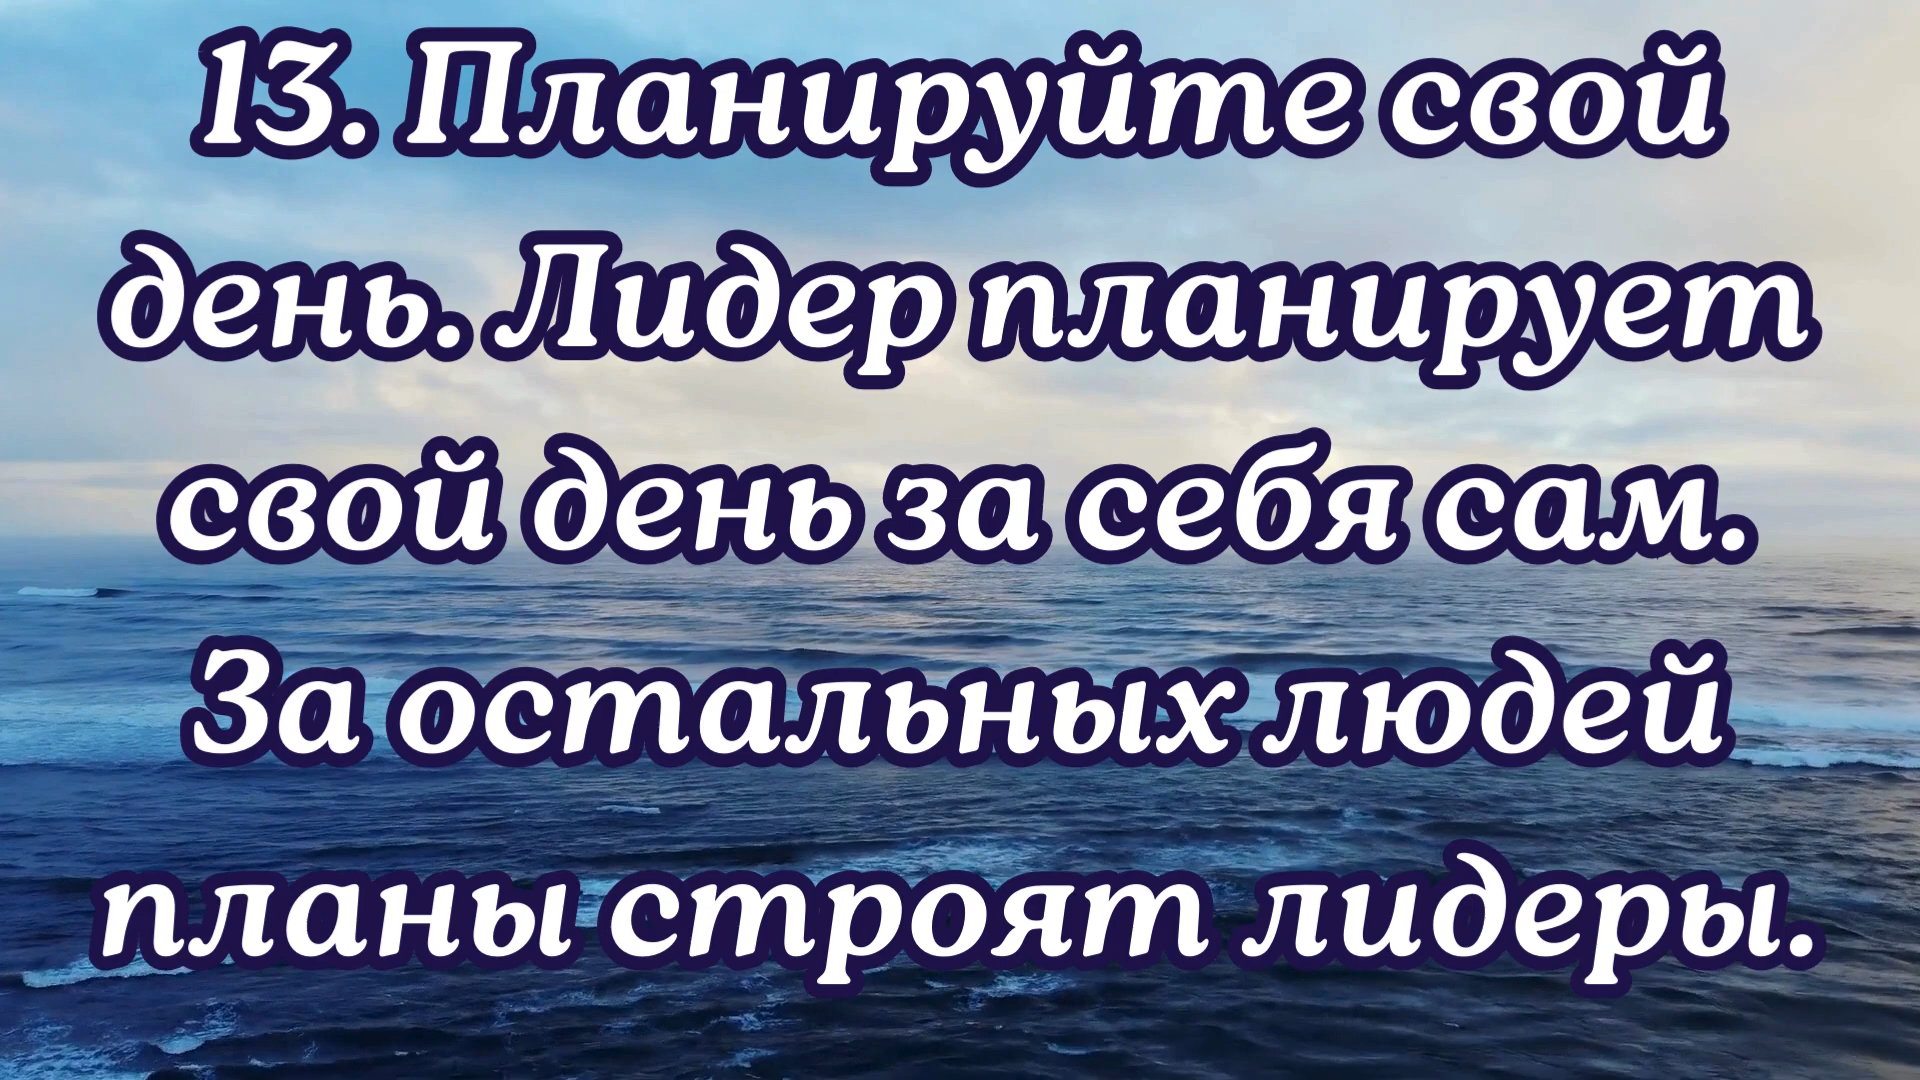 13. Планируйте свой
день. Лидер планирует
свой день за себя сам.
За остальных людей
планы строят лидеры.